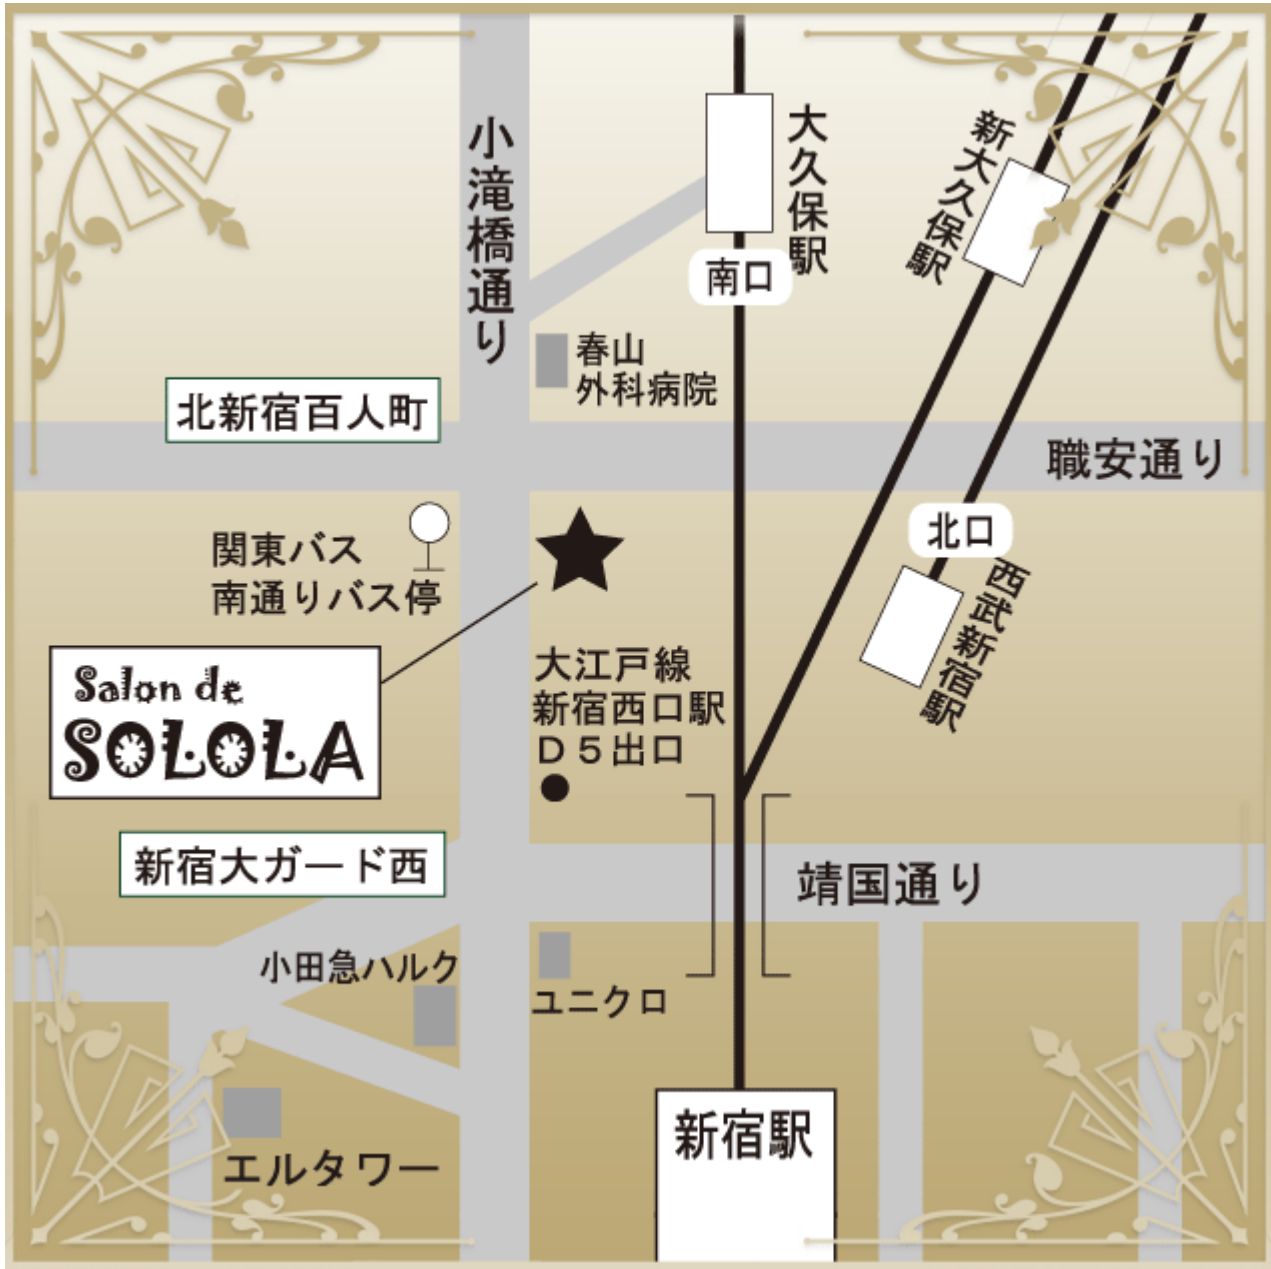 小滝橋通り
大久保駅
新大久保駅
南口
春山
外科病院
北新宿百人町
職安通り
北口
西武新宿駅
関東バス
南通りバス停
Salon de
SOLOLA
大江戸線
新宿西口駅
D5出口
新宿大ガード西
靖国通り
小田急ハルク
ユニクロ
新宿駅
エルタワー